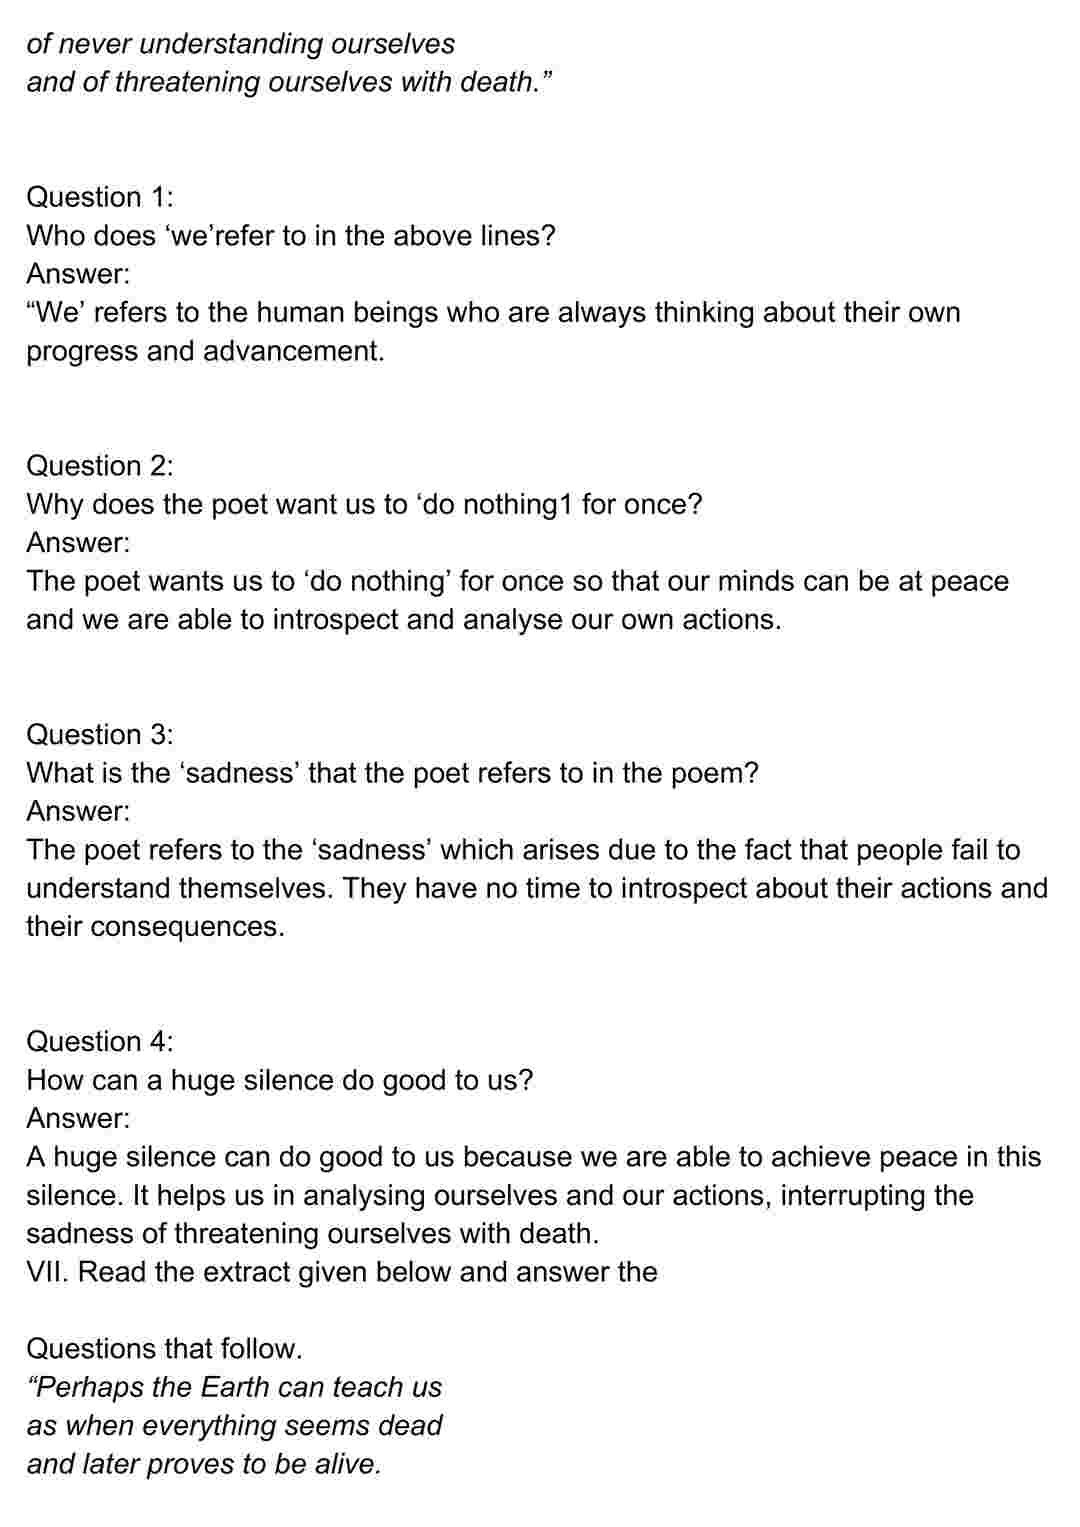 of never understanding ourselves
and of threatening ourselves with death.”
Question 1:
Who does ‘we’refer to in the above lines?
Answer:
“We’ refers to the human beings who are always thinking about their own
progress and advancement.
Question 2:
Why does the poet want us to ‘do nothing1 for once?
Answer:
The poet wants us to ‘do nothing’ for once so that our minds can be at peace
and we are able to introspect and analyse our own actions.
Question 3:
What is the ‘sadness’ that the poet refers to in the poem?
Answer:
The poet refers to the ‘sadness’ which arises due to the fact that people fail to
understand themselves. They have no time to introspect about their actions and
their consequences.
Question 4:
How can a huge silence do good to us?
Answer:
A huge silence can do good to us because we are able to achieve peace in this
silence. It helps us in analysing ourselves and our actions, interrupting the
sadness of threatening ourselves with death.
VII. Read the extract given below and answer the
Questions that follow.
“Perhaps the Earth can teach us
as when everything seems dead
and later proves to be alive.